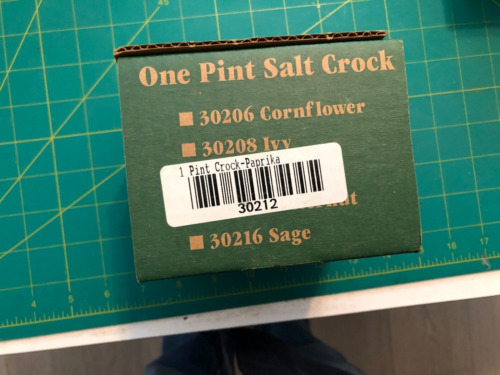 One Pint Salt Crock
30206 Cornflower
30208 Ivy
1 Pint Crock-Paprika
30212
30216 Sage